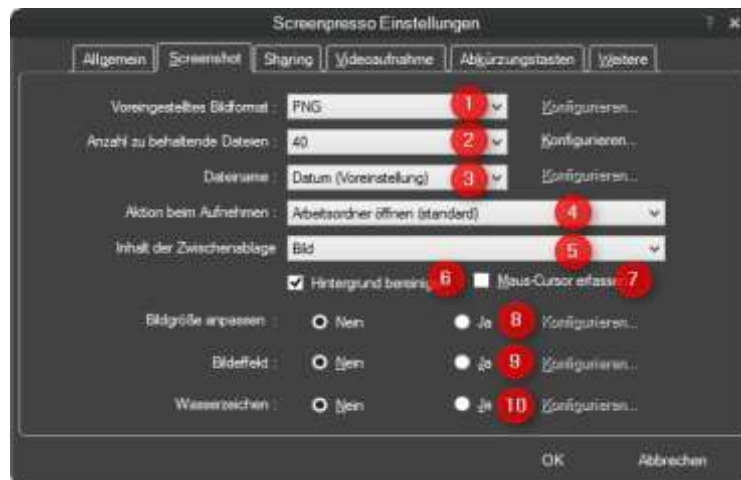 Screenpresso Einstellungen ? x
Allgemein Screenshot Sharing Videoaufnahme Abkürzungstasten Weitere
Voreingestelltes Bildformat : PNG 1 Konfigurieren...
Anzahl zu behaltende Dateien : 40 2 Konfigurieren...
Dateiname : Datum (Voreinstellung) 3 Konfigurieren...
Aktion beim Aufnehmen : Arbeitsordner öffnen (standard) 4
Inhalt der Zwischenablage Bild 5
Hintergrund bereinig 6 Maus-Cursor erfassen 7
Bildgröße anpassen : Nein Ja 8 Konfigurieren...
Bildeffekt : Nein Ja 9 Konfigurieren...
Wasserzeichen : Nein Ja 10 Konfigurieren...
OK Abbrechen